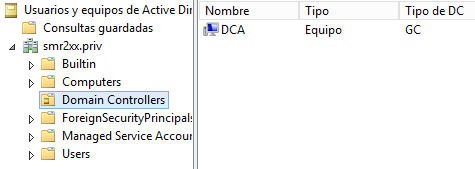 Usuarios y equipos de Active Dir
Consultas guardadas
smr2xx.priv
Builtin
Computers
Domain Controllers
ForeignSecurityPrincipals
Managed Service Accoun
Users
Nombre Tipo Tipo de DC
DCA Equipo GC